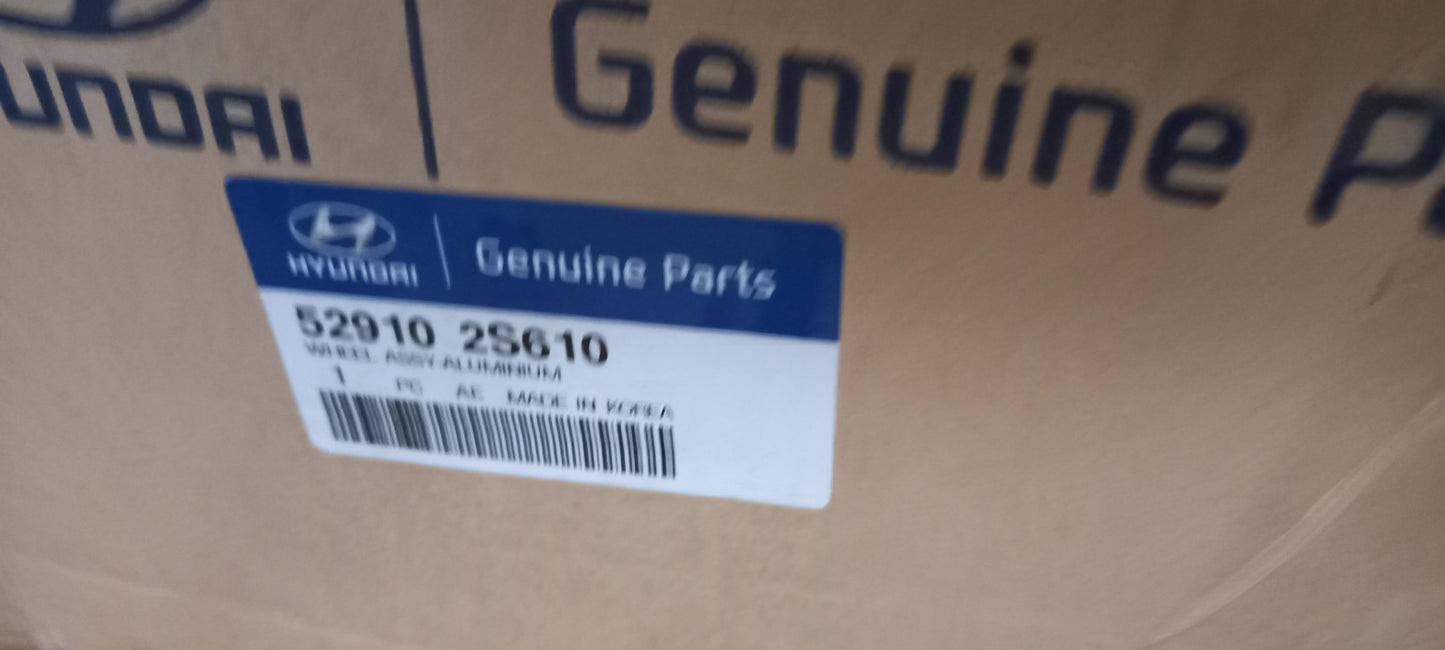 HYUNDAI
Genuine P
HYUNDAI
Genuine Parts
52910 2S610
WHEEL ASSY-ALUMINIUM
1 PC AE MADE IN KOREA